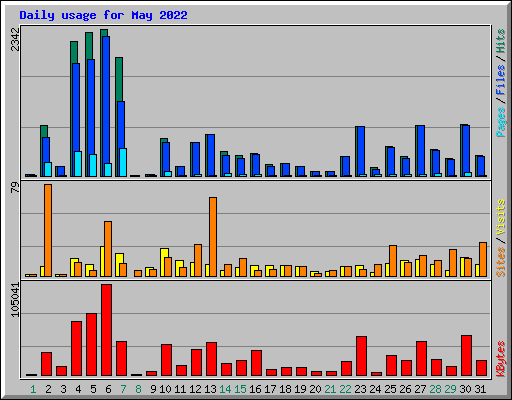 Daily usage for May 2022
2342
Pages / Files / Hits
79
Sites / Visits
105041
KBytes
1 2 3 4 5 6 7 8 9 10 11 12 13 14 15 16 17 18 19 20 21 22 23 24 25 26 27 28 29 30 31